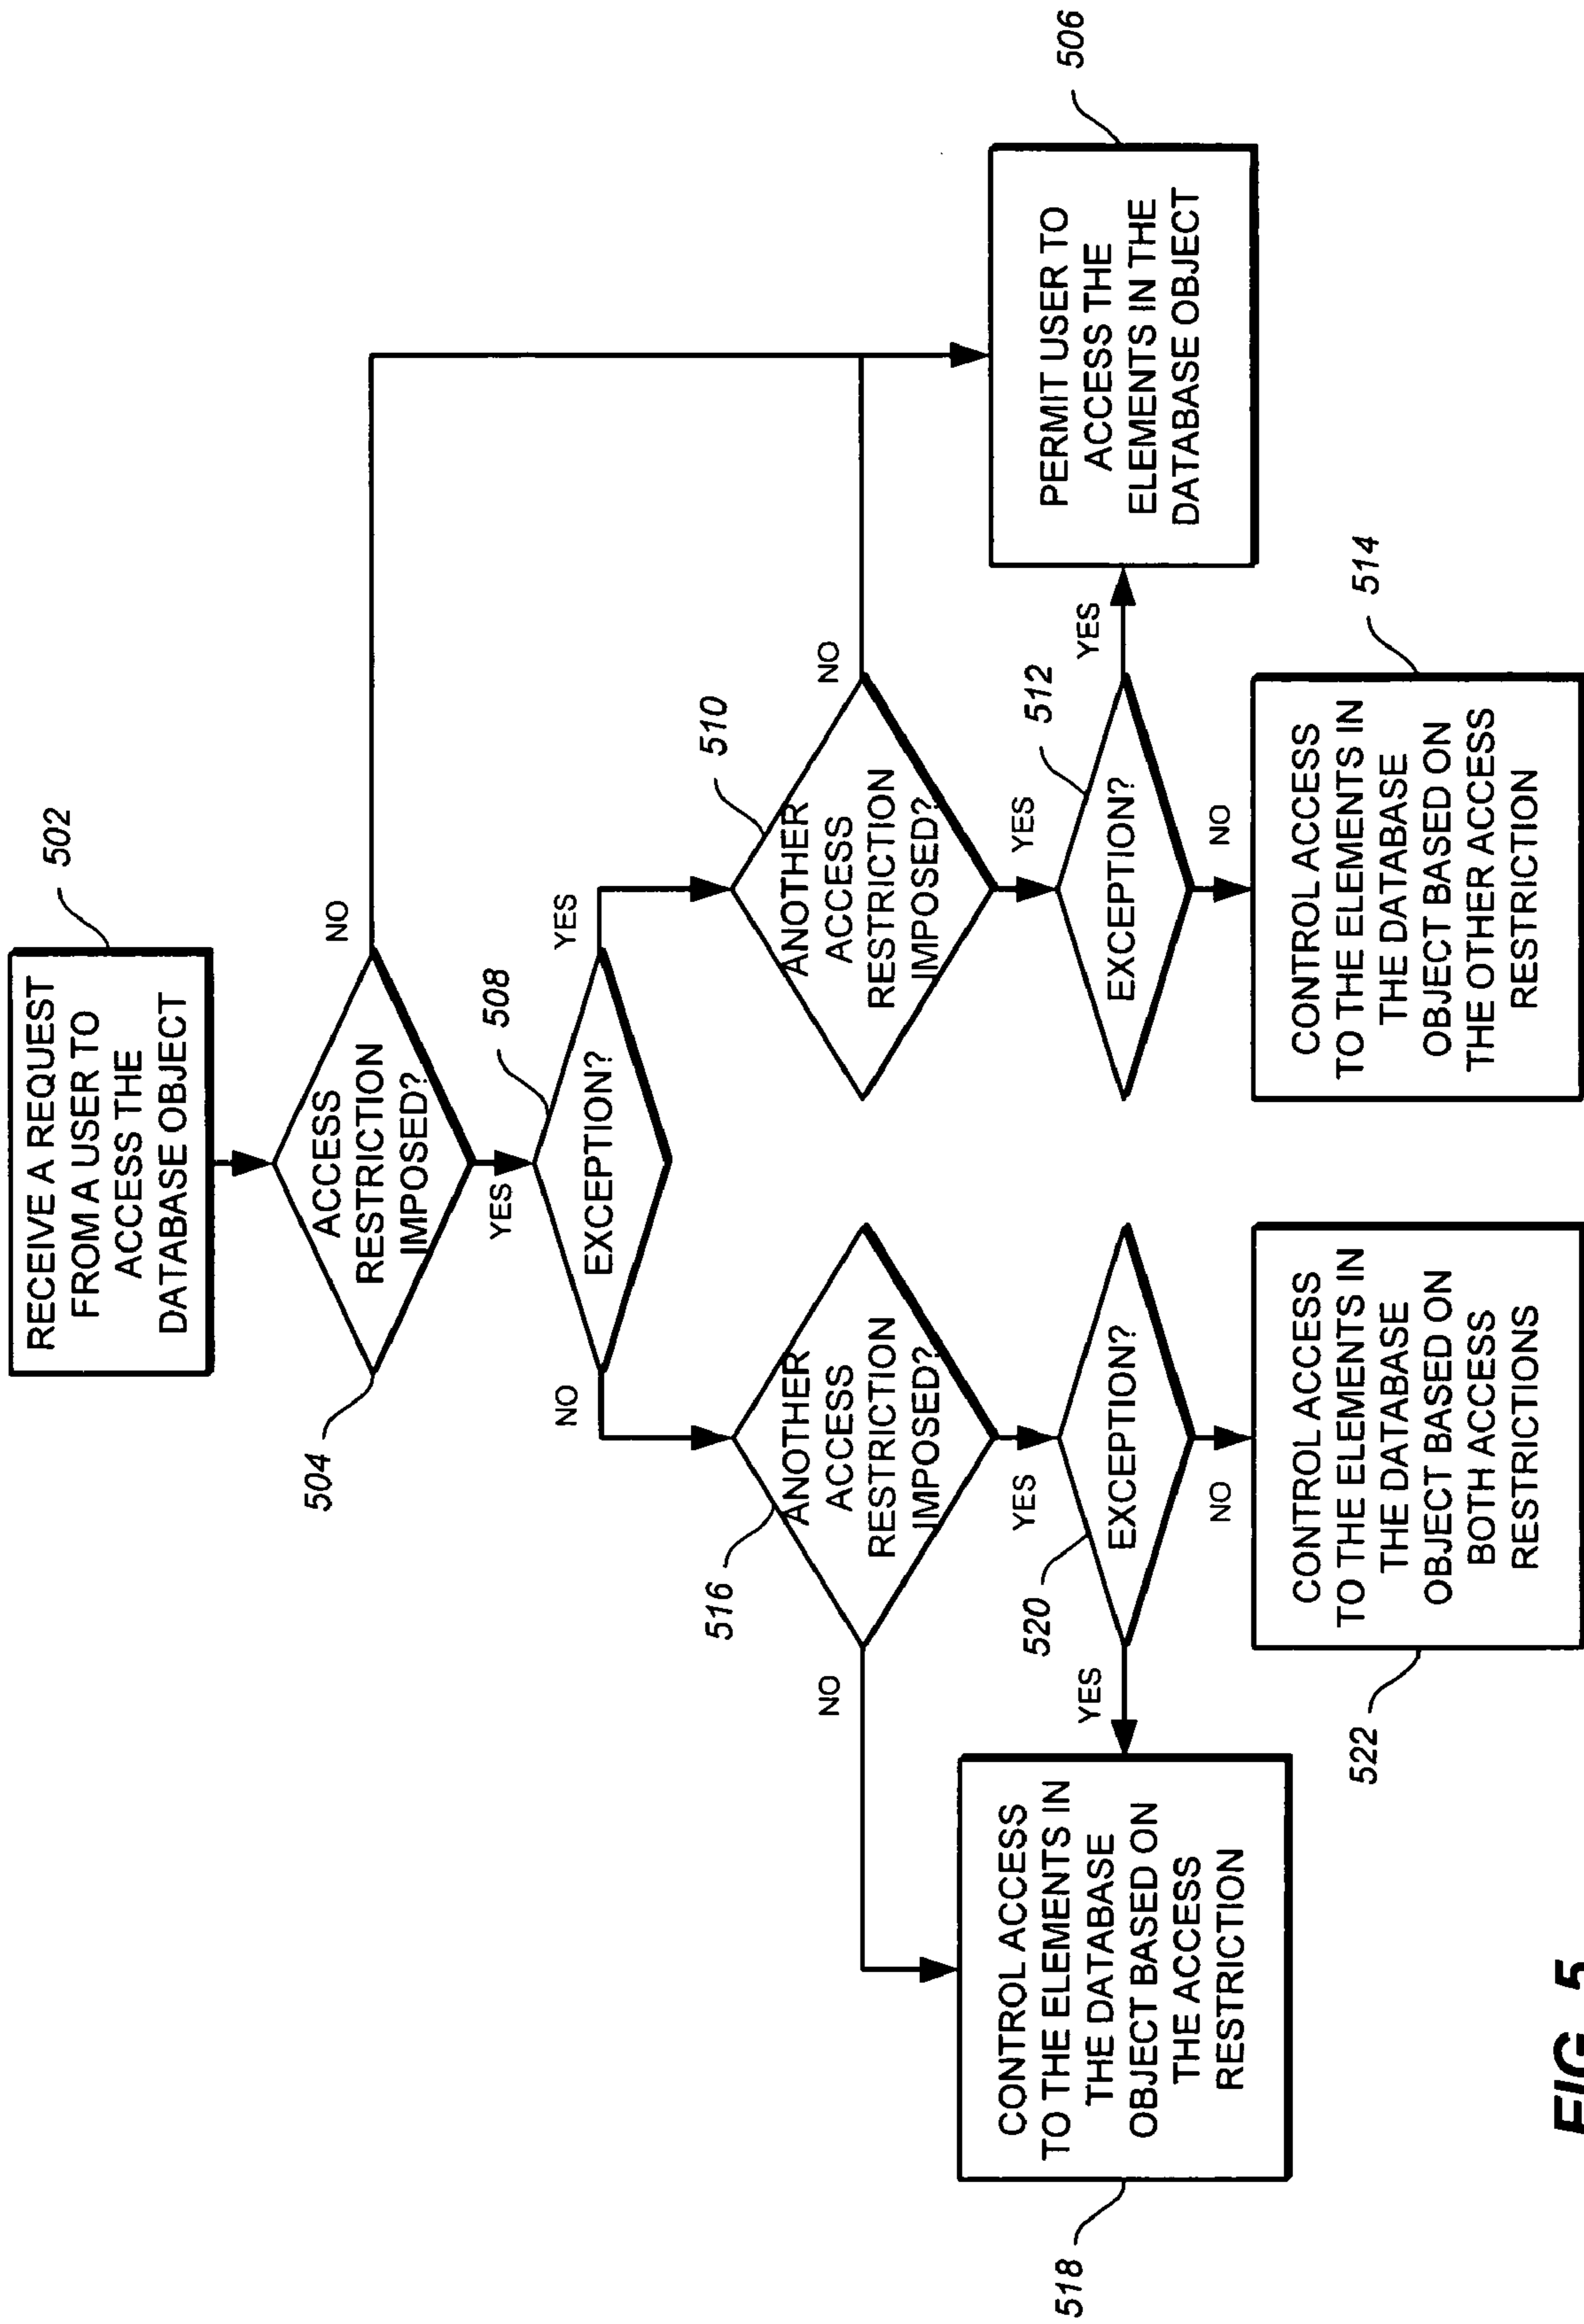 RECEIVE A REQUEST
FROM A USER TO
ACCESS THE
DATABASE OBJECT
502
ACCESS
RESTRICTION
IMPOSED?
504
NO
YES
EXCEPTION?
508
NO
YES
ANOTHER
ACCESS
RESTRICTION
IMPOSED?
516
NO
YES
ANOTHER
ACCESS
RESTRICTION
IMPOSED?
510
NO
YES
EXCEPTION?
520
YES
NO
EXCEPTION?
512
YES
NO
CONTROL ACCESS
TO THE ELEMENTS IN
THE DATABASE
OBJECT BASED ON
THE ACCESS
RESTRICTION
518
PERMIT USER TO
ACCESS THE
ELEMENTS IN THE
DATABASE OBJECT
506
CONTROL ACCESS
TO THE ELEMENTS IN
THE DATABASE
OBJECT BASED ON
BOTH ACCESS
RESTRICTIONS
522
CONTROL ACCESS
TO THE ELEMENTS IN
THE DATABASE
OBJECT BASED ON
THE OTHER ACCESS
RESTRICTION
514
FIG. 5